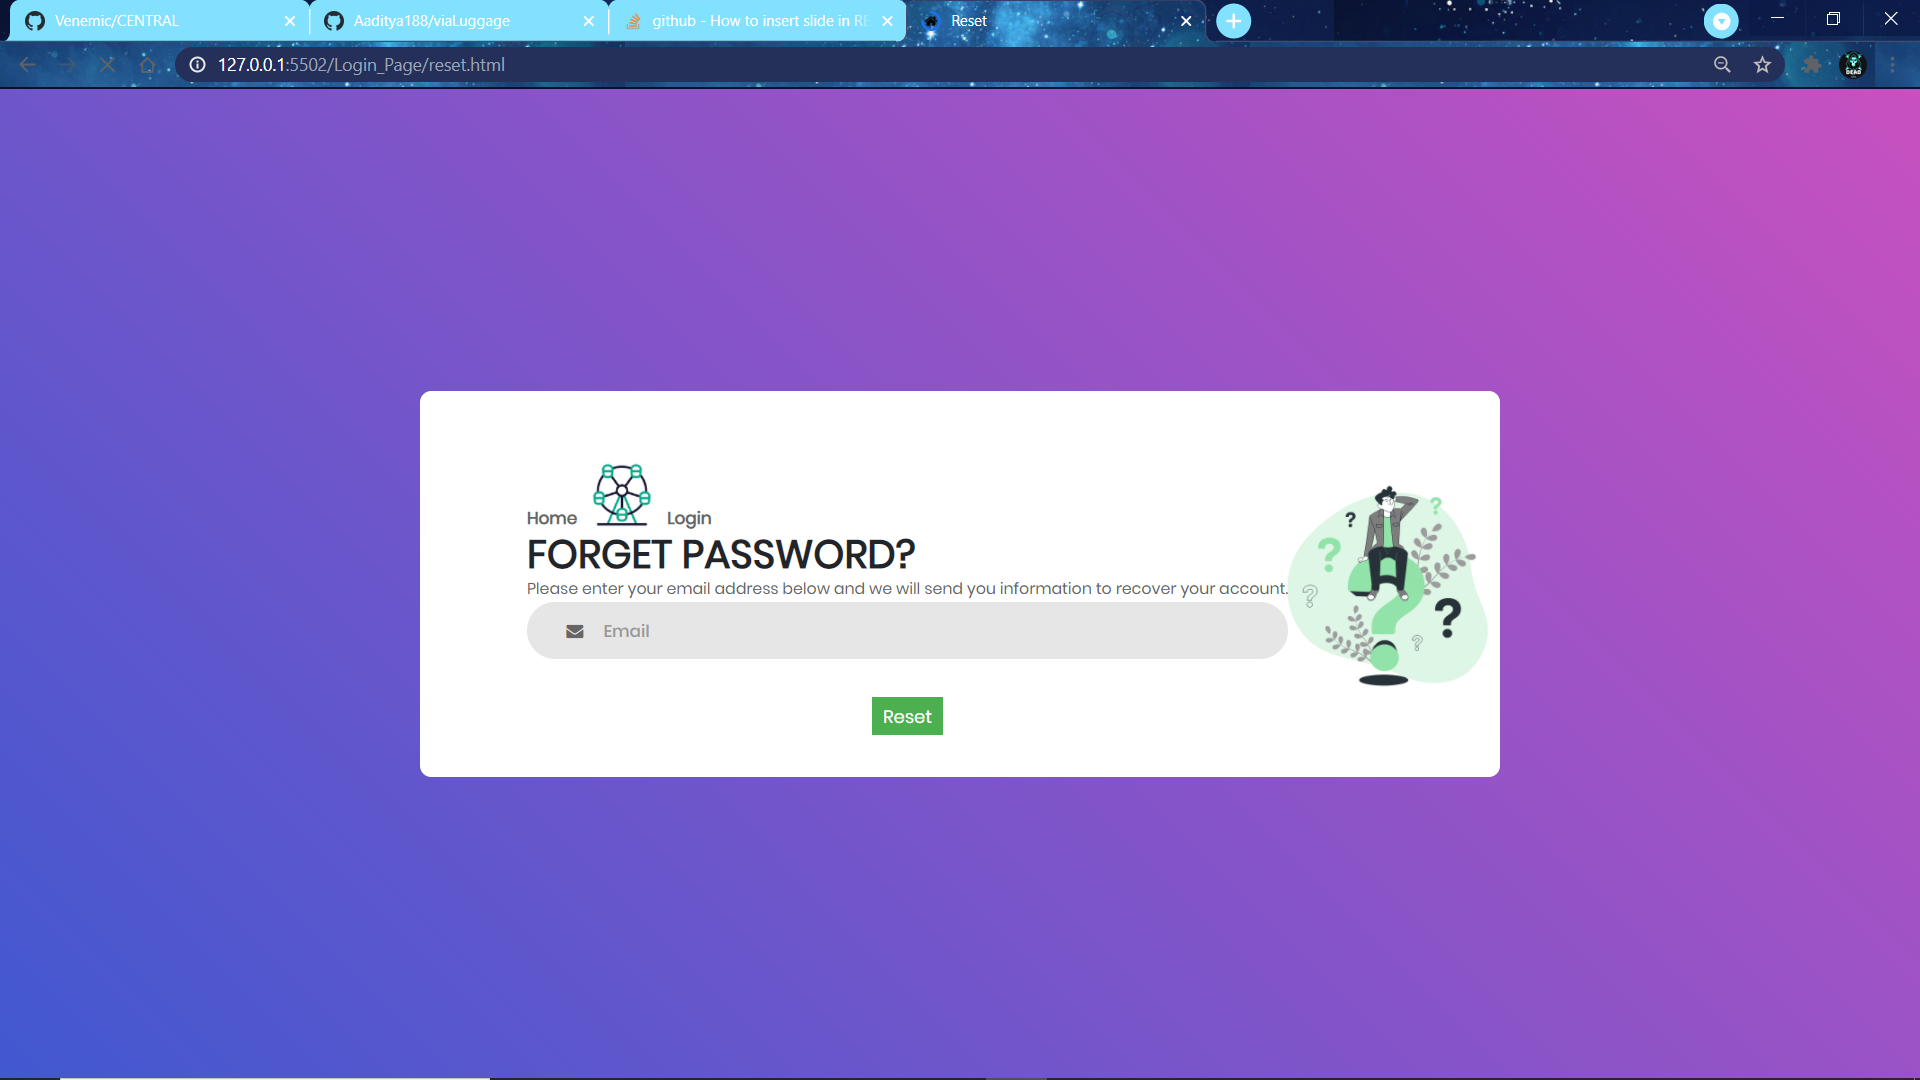 Venemic/CENTRAL
Aaditya188/viaLuggage
github - How to insert slide in RE
Reset
127.0.0.1:5502/Login_Page/reset.html
DEAD
Home
Login
FORGET PASSWORD?
Please enter your email address below and we will send you information to recover your account.
Email
Reset
? ? ? ? ? ?